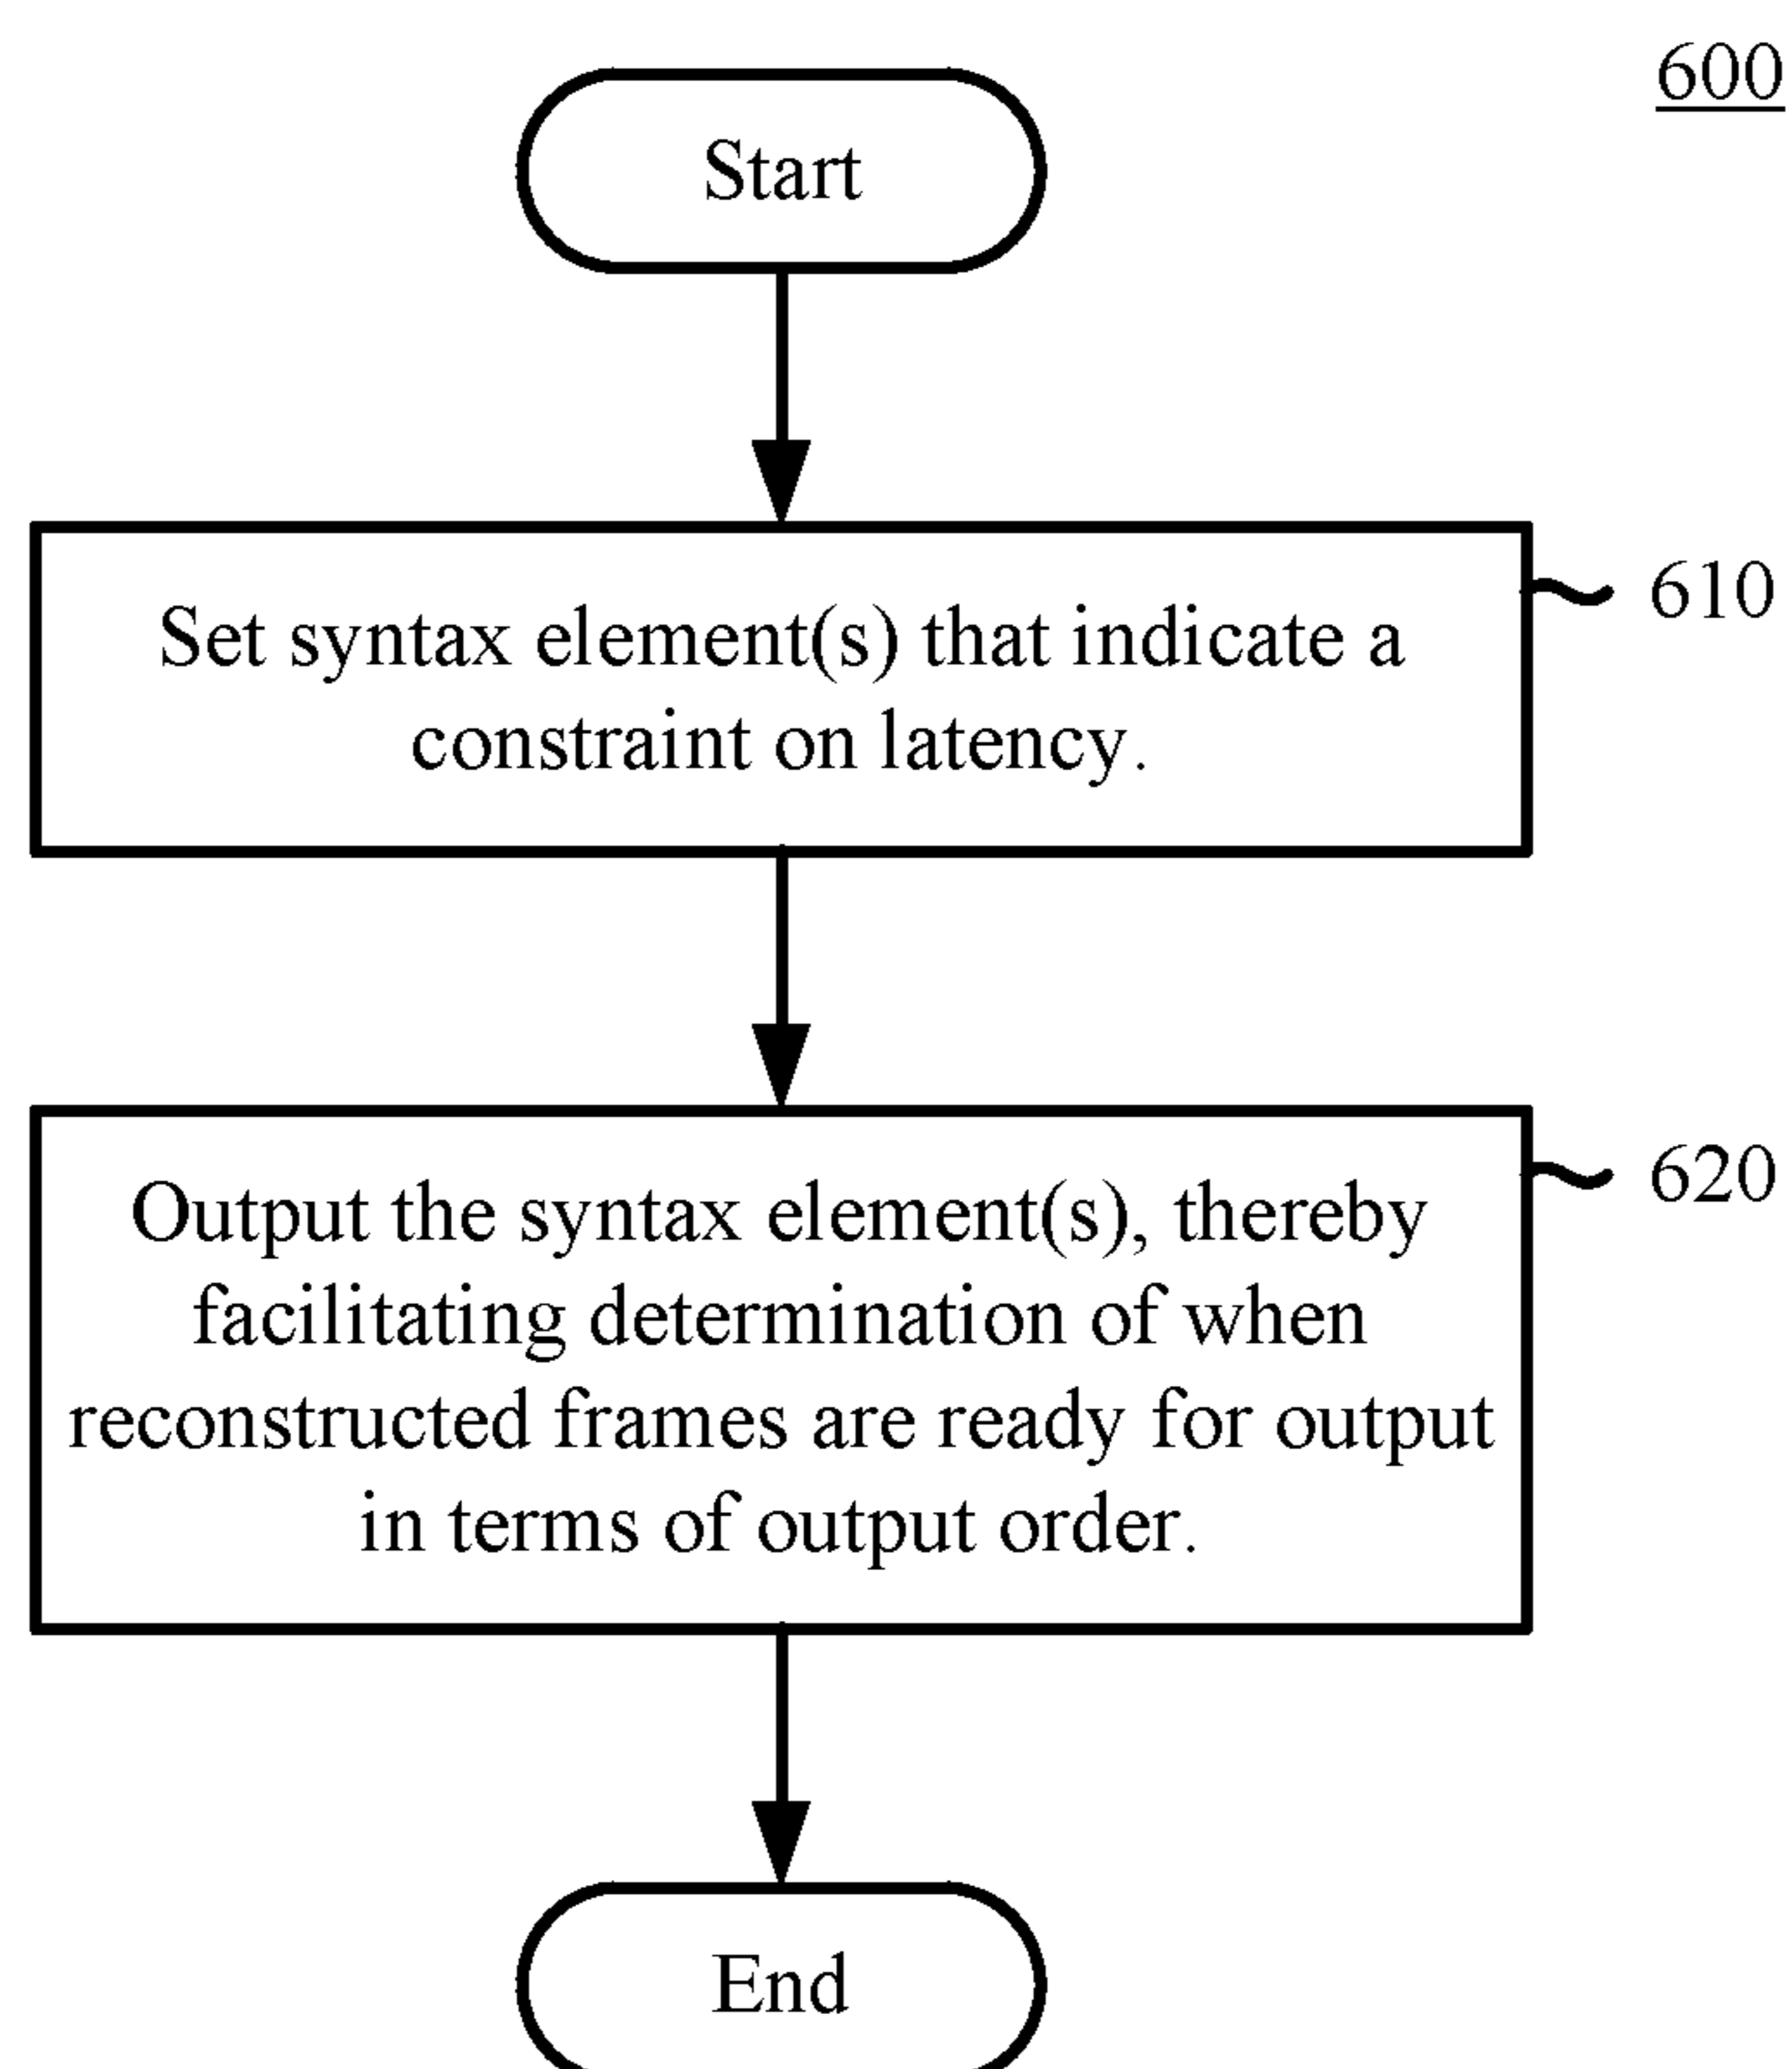 600
Start
610
Set syntax element(s) that indicate a
constraint on latency.
620
Output the syntax element(s), thereby
facilitating determination of when
reconstructed frames are ready for output
in terms of output order.
End